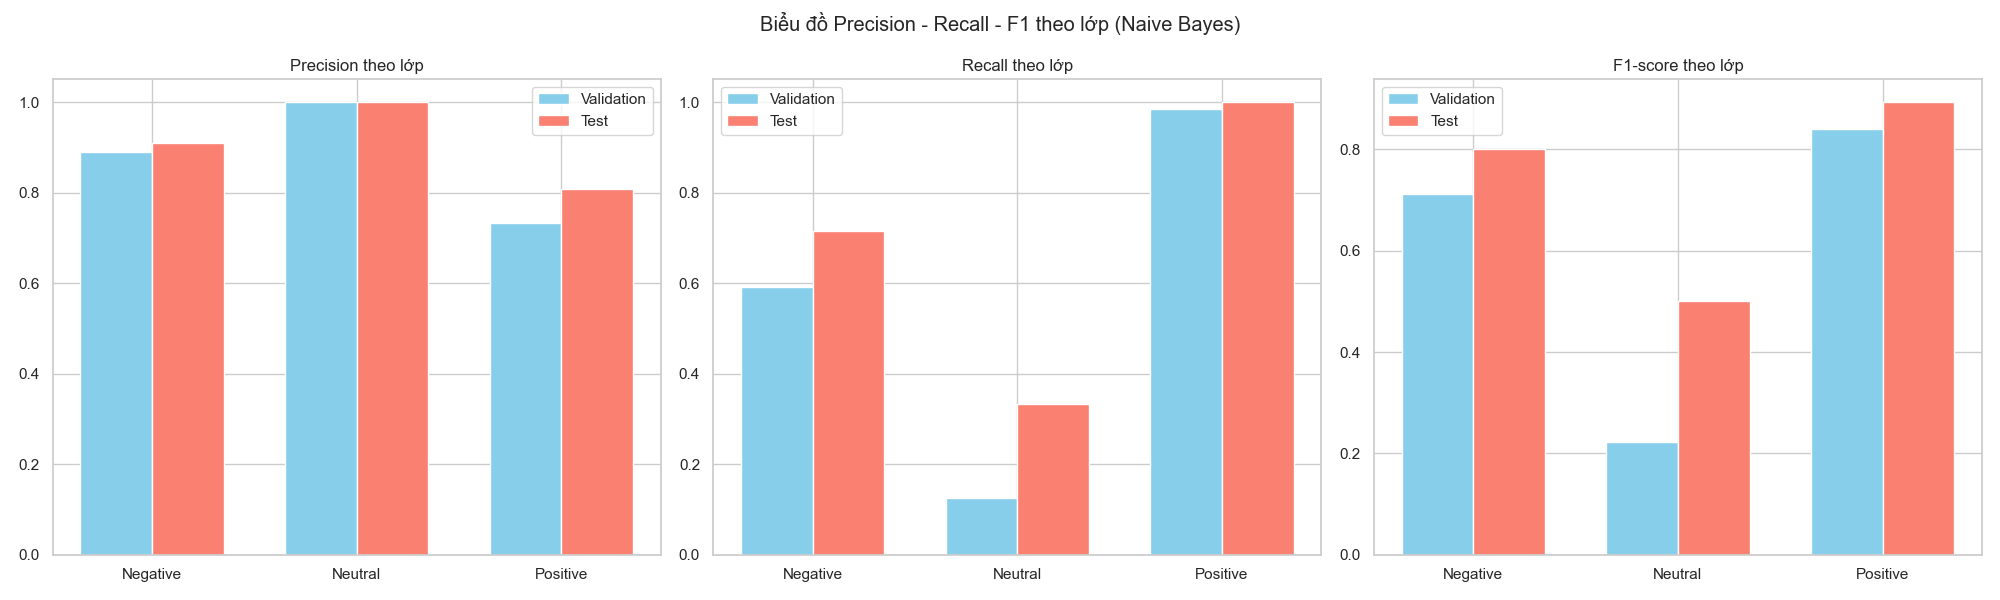 Biểu đồ Precision - Recall - F1 theo lớp (Naive Bayes)
Precision theo lớp
1.0
0.8
0.6
0.4
0.2
0.0
Validation
Test
Negative
Neutral
Positive
Recall theo lớp
1.0
0.8
0.6
0.4
0.2
0.0
Validation
Test
Negative
Neutral
Positive
F1-score theo lớp
0.8
0.6
0.4
0.2
0.0
Validation
Test
Negative
Neutral
Positive